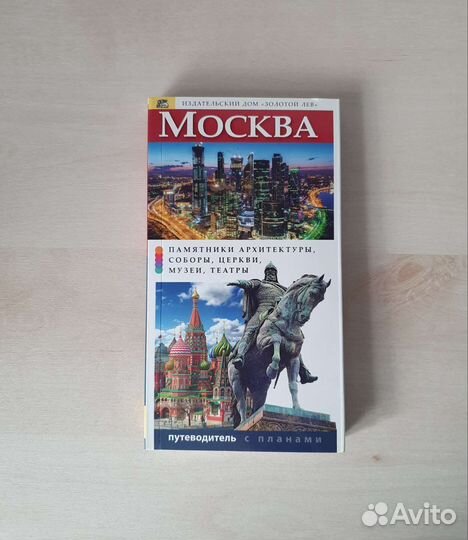 ИЗДАТЕЛЬСКИЙ ДОМ «ЗОЛОТОЙ ЛЕВ»
МОСКВА
ПАМЯТНИКИ АРХИТЕКТУРЫ,
СОБОРЫ, ЦЕРКВИ,
МУЗЕИ, ТЕАТРЫ
путеводитель с планами
Avito